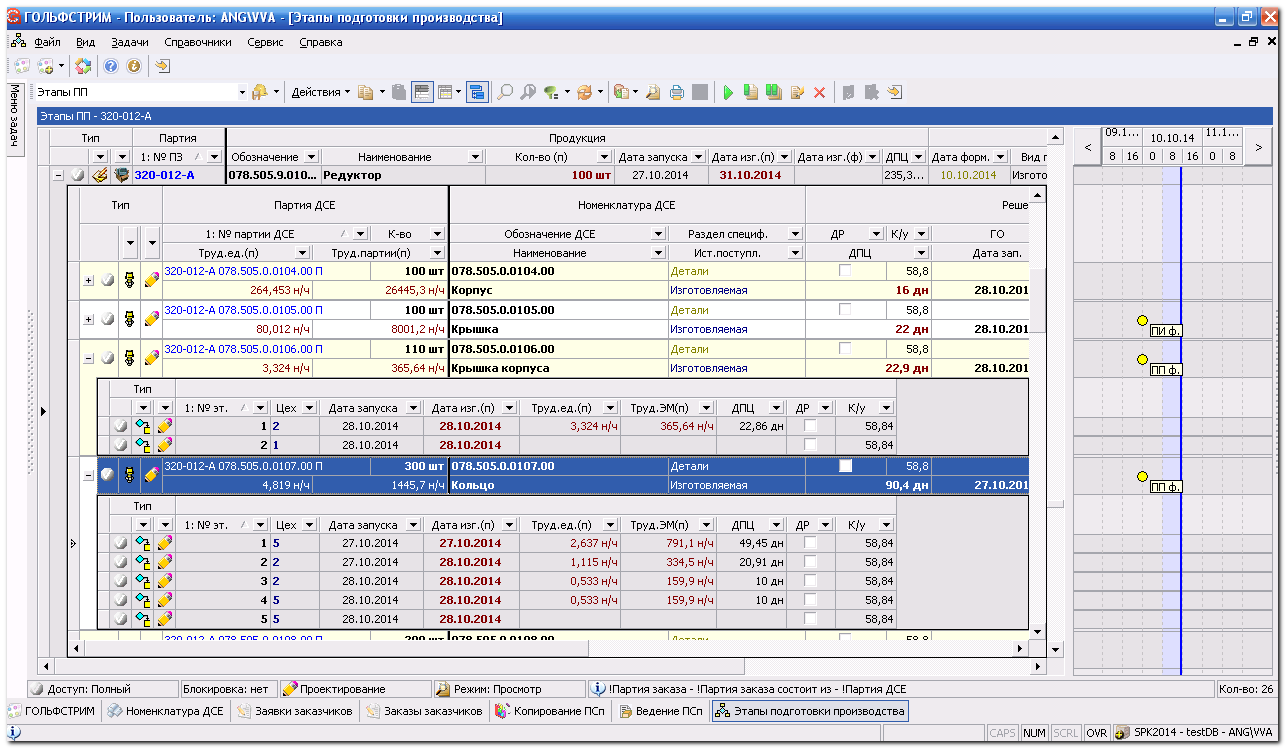 ГОЛЬФСТРИМ - Пользователь: ANGWVA - [Этапы подготовки производства]
Файл Вид Задачи Справочники Сервис Справка
Меню задач
Этапы ПП Действия
Этапы ПП - 320-012-А
Тип Партия Продукция
1: № ПЗ Обозначение Наименование Кол-во (п) Дата запуска Дата изг.(п) Дата изг.(ф) ДПЦ Дата форм. Вид г
320-012-А 078.505.9.010... Редуктор 100 шт 27.10.2014 31.10.2014 235,3... 10.10.2014 Изгото
< 09.1... 10.10.14 11.1... >
8 16 0 8 16 0 8
Тип Партия ДСЕ Номенклатура ДСЕ Реше
1: № партии ДСЕ К-во Обозначение ДСЕ Раздел специф. ДР К/у ГО
Труд.ед.(п) Труд.партии(п) Наименование Ист.поступл. ДПЦ Дата зап.
320-012-А 078.505.0.0104.00 П 100 шт 078.505.0.0104.00 Детали 58,8
264,453 н/ч 26445,3 н/ч Корпус Изготовляемая 16 дн 28.10.201
320-012-А 078.505.0.0105.00 П 100 шт 078.505.0.0105.00 Детали 58,8
80,012 н/ч 8001,2 н/ч Крышка Изготовляемая 22 дн 28.10.201
ПИ ф.
320-012-А 078.505.0.0106.00 П 110 шт 078.505.0.0106.00 Детали 58,8
3,324 н/ч 365,64 н/ч Крышка корпуса Изготовляемая 22,9 дн 28.10.201
ПП ф.
Тип
1: № эт. Цех Дата запуска Дата изг.(п) Труд.ед.(п) Труд.ЭМ(п) ДПЦ ДР К/у
1 2 28.10.2014 28.10.2014 3,324 н/ч 365,64 н/ч 22,86 дн 58,84
2 1 28.10.2014 28.10.2014 58,84
320-012-А 078.505.0.0107.00 П 300 шт 078.505.0.0107.00 Детали 58,8
4,819 н/ч 1445,7 н/ч Кольцо Изготовляемая 90,4 дн 27.10.201
ПП ф.
Тип
1: № эт. Цех Дата запуска Дата изг.(п) Труд.ед.(п) Труд.ЭМ(п) ДПЦ ДР К/у
1 5 27.10.2014 27.10.2014 2,637 н/ч 791,1 н/ч 49,45 дн 58,84
2 2 27.10.2014 28.10.2014 1,115 н/ч 334,5 н/ч 20,91 дн 58,84
3 2 28.10.2014 28.10.2014 0,533 н/ч 159,9 н/ч 10 дн 58,84
4 5 28.10.2014 28.10.2014 0,533 н/ч 159,9 н/ч 10 дн 58,84
5 5 28.10.2014 28.10.2014 58,84
320-012-А 078.505.0.0108.00 П 200 шт 078.505.0.0108.00 Детали 58,8
Доступ: Полный Блокировка: нет Проектирование Режим: Просмотр !Партия заказа - !Партия заказа состоит из - !Партия ДСЕ Кол-во: 26
ГОЛЬФСТРИМ Номенклатура ДСЕ Заявки заказчиков Заказы заказчиков Копирование ПСп Ведение ПСп Этапы подготовки производства
CAPS NUM SCRL OVR SPK2014 - testDB - ANG\VVA